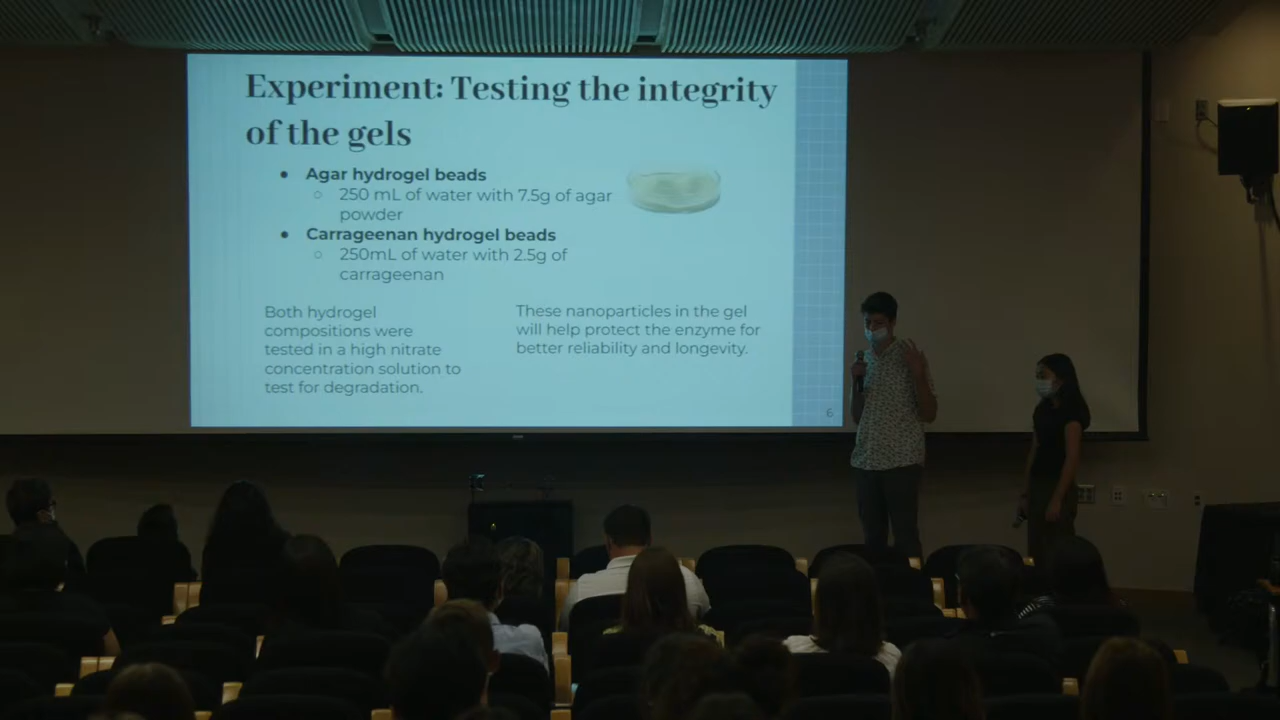 Experiment: Testing the integrity
of the gels
● Agar hydrogel beads
○ 250 mL of water with 7.5g of agar
powder
● Carrageenan hydrogel beads
○ 250mL of water with 2.5g of
carrageenan
Both hydrogel
compositions were
tested in a high nitrate
concentration solution to
test for degradation.
These nanoparticles in the gel
will help protect the enzyme for
better reliability and longevity.
6